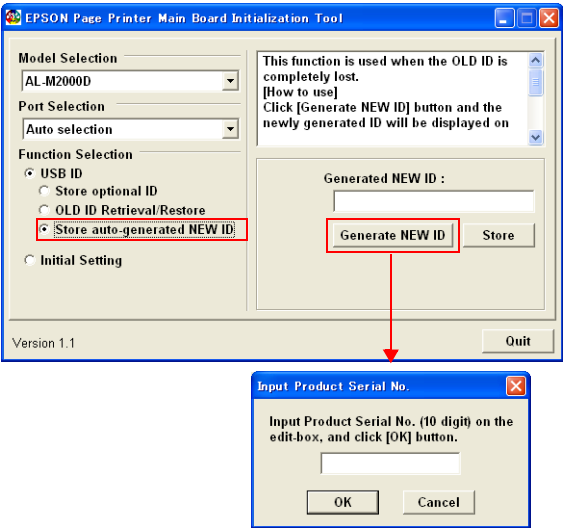 EPSON Page Printer Main Board Initialization Tool
Model Selection
AL-M2000D
Port Selection
Auto selection
Function Selection
USB ID
Store optional ID
OLD ID Retrieval/Restore
Store auto-generated NEW ID
Initial Setting
This function is used when the OLD ID is
completely lost.
[How to use]
Click [Generate NEW ID] button and the
newly generated ID will be displayed on
Generated NEW ID :
Generate NEW ID
Store
Version 1.1
Quit
Input Product Serial No.
Input Product Serial No. (10 digit) on the
edit-box, and click [OK] button.
OK
Cancel